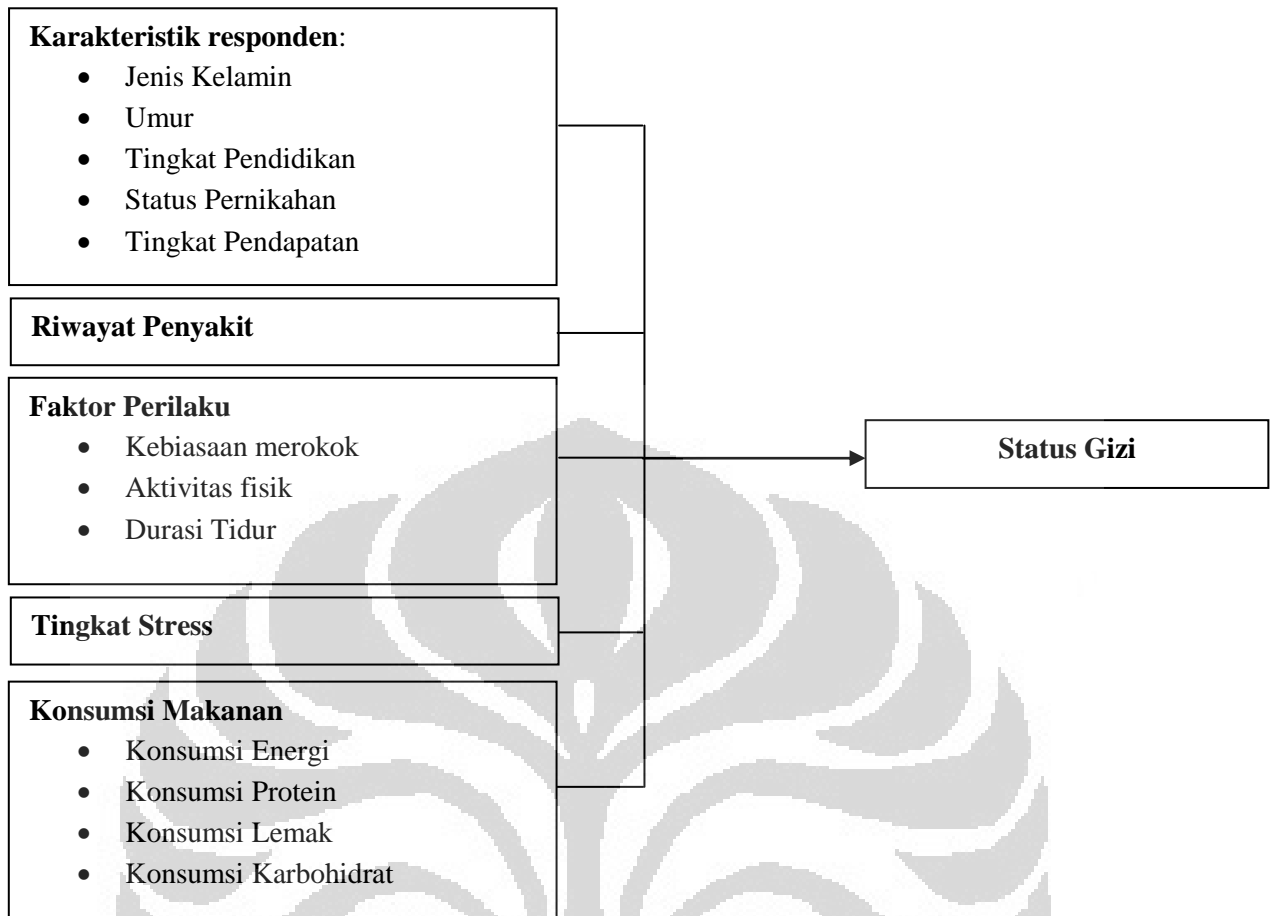 Karakteristik responden:
• Jenis Kelamin
• Umur
• Tingkat Pendidikan
• Status Pernikahan
• Tingkat Pendapatan
Riwayat Penyakit
Faktor Perilaku
• Kebiasaan merokok
• Aktivitas fisik
• Durasi Tidur
Tingkat Stress
Konsumsi Makanan
• Konsumsi Energi
• Konsumsi Protein
• Konsumsi Lemak
• Konsumsi Karbohidrat
Status Gizi